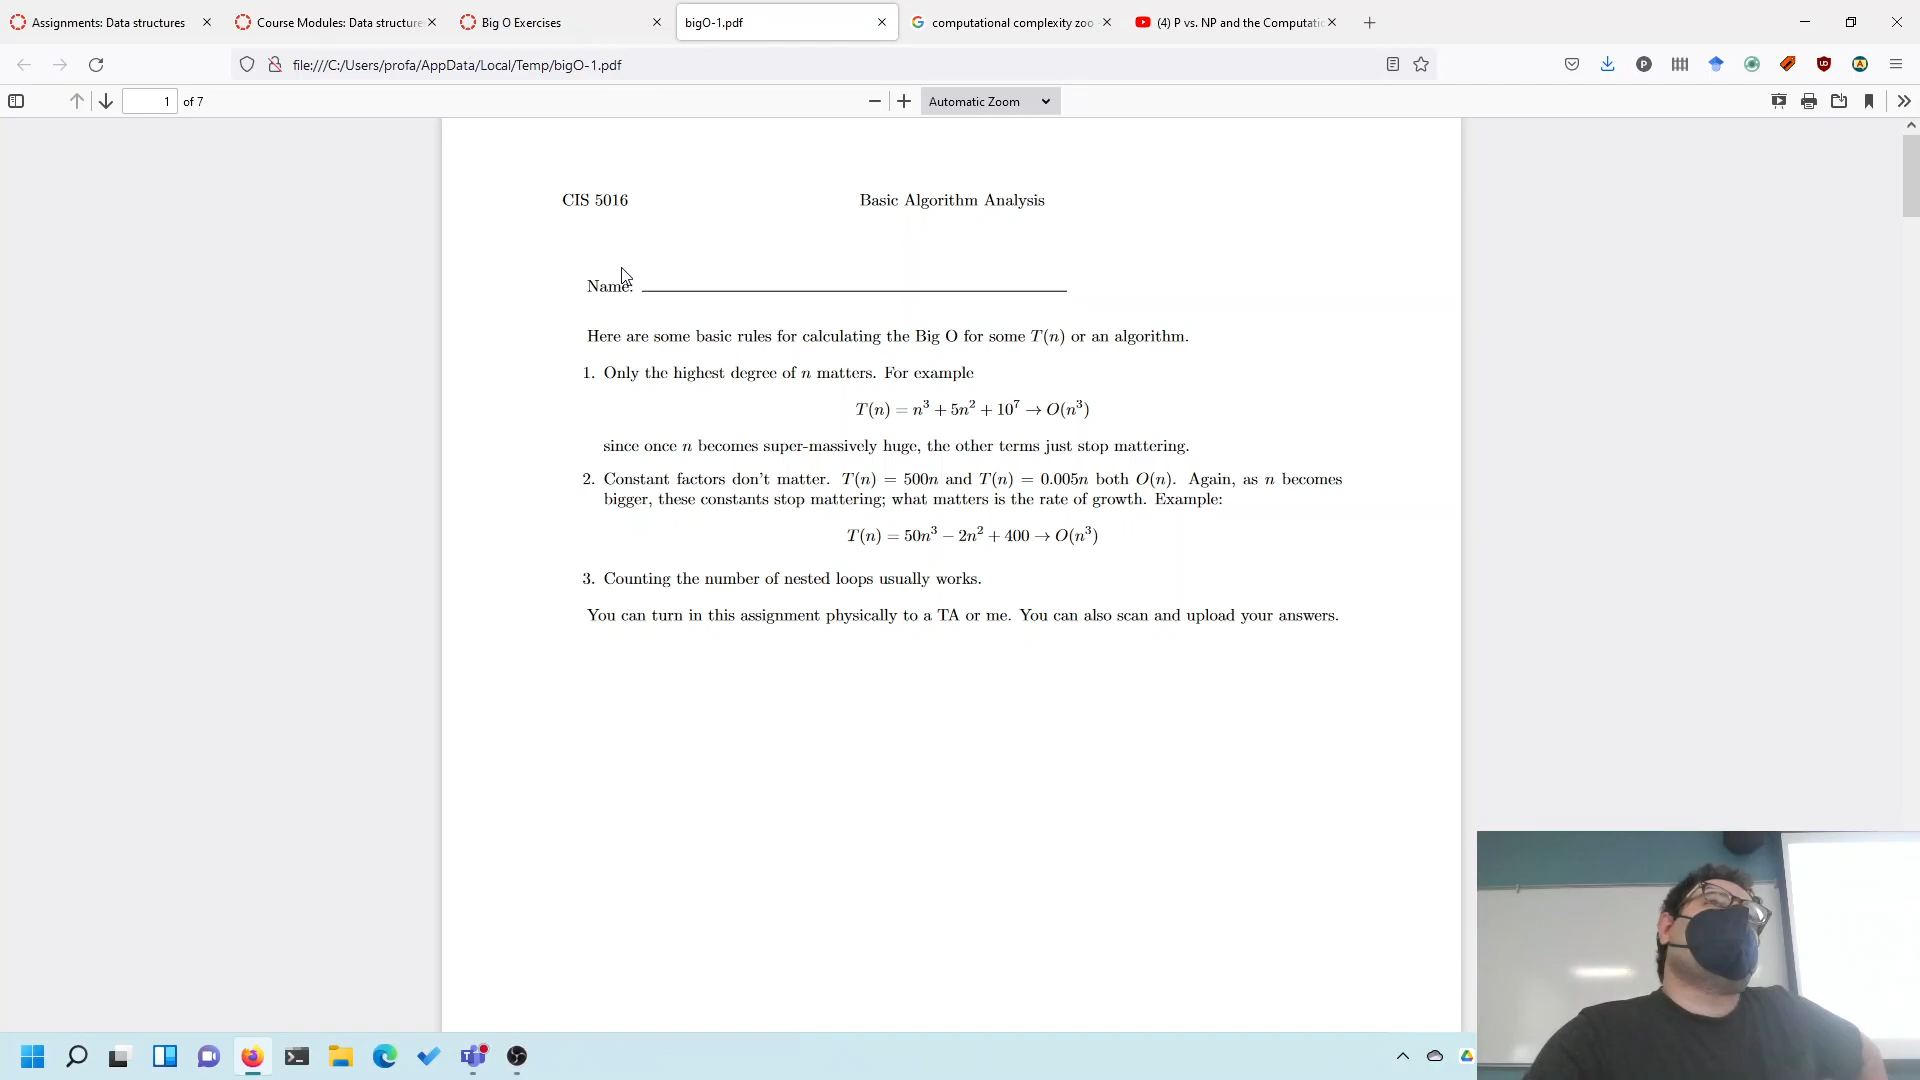 Assignments: Data structures
Course Modules: Data structure
Big O Exercises
bigO-1.pdf
computational complexity zoo
(4) P vs. NP and the Computatio
file:///C:/Users/profa/AppData/Local/Temp/bigO-1.pdf
1 of 7
Automatic Zoom
CIS 5016 Basic Algorithm Analysis
Name:
Here are some basic rules for calculating the Big O for some T(n) or an algorithm.
1. Only the highest degree of n matters. For example
T(n) = n³ + 5n² + 10⁷ → O(n³)
since once n becomes super-massively huge, the other terms just stop mattering.
2. Constant factors don't matter. T(n) = 500n and T(n) = 0.005n both O(n). Again, as n becomes
bigger, these constants stop mattering; what matters is the rate of growth. Example:
T(n) = 50n³ − 2n² + 400 → O(n³)
3. Counting the number of nested loops usually works.
You can turn in this assignment physically to a TA or me. You can also scan and upload your answers.